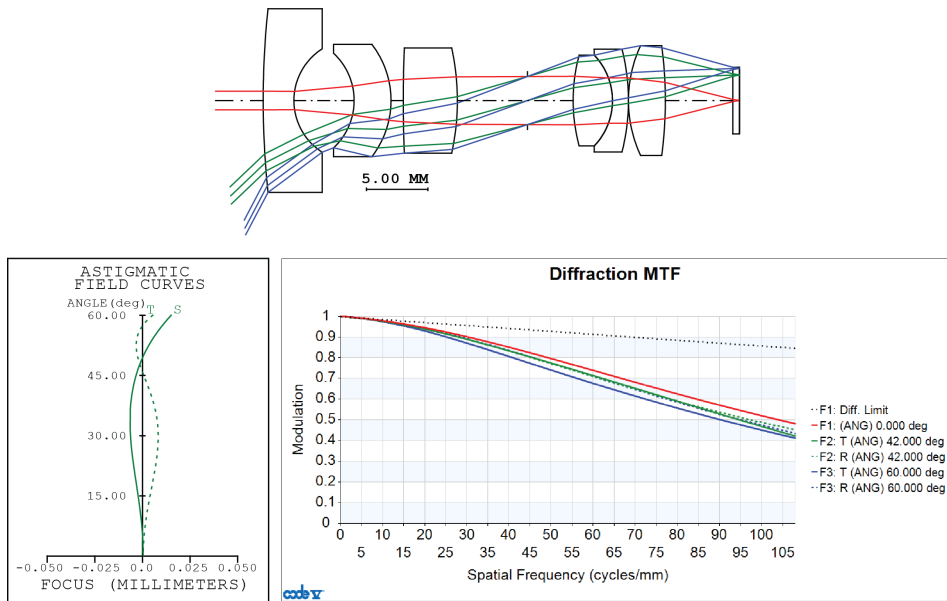 5.00 MM
ASTIGMATIC
FIELD CURVES
ANGLE(deg)
T
S
60.00
45.00
30.00
15.00
-0.050 -0.025 0.0 0.025 0.050
FOCUS (MILLIMETERS)
Diffraction MTF
1
0.9
0.8
0.7
0.6
0.5
0.4
0.3
0.2
0.1
0
Modulation
0 10 20 30 40 50 60 70 80 90 100
5 15 25 35 45 55 65 75 85 95 105
Spatial Frequency (cycles/mm)
F1: Diff. Limit
F1: (ANG) 0.000 deg
F2: T (ANG) 42.000 deg
F2: R (ANG) 42.000 deg
F3: T (ANG) 60.000 deg
F3: R (ANG) 60.000 deg
code V